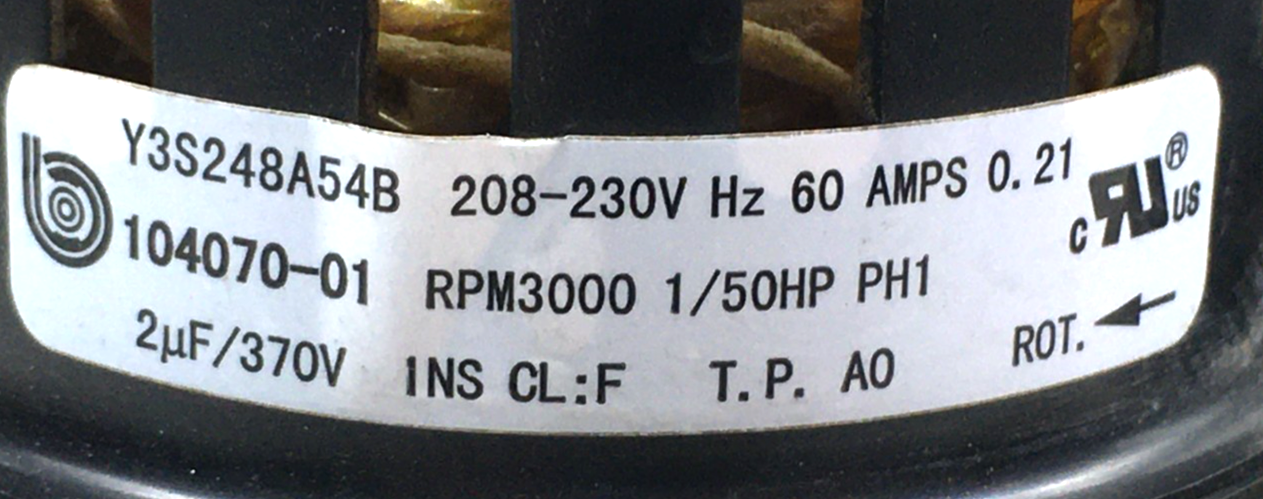 Y3S248A54B 208-230V Hz 60 AMPS 0.21
104070-01 RPM3000 1/50HP PH1
2µF/370V INS CL:F T.P. AO ROT.
c RU ® US